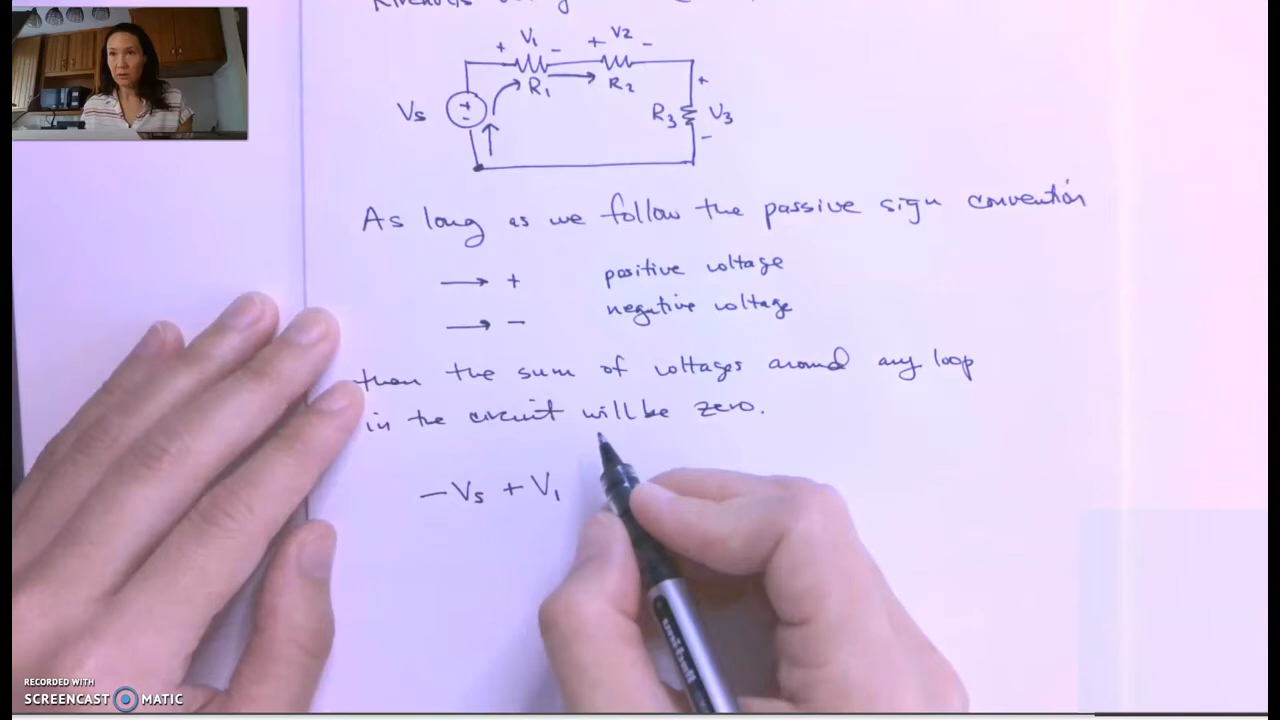 + V1 - + V2 -
R1 R2
Vs + - R3 + V3 -
As long as we follow the passive sign convention
→ + positive voltage
→ - negative voltage
then the sum of voltages around any loop
in the circuit will be zero.
- Vs + V1
uniball
RECORDED WITH
SCREENCAST MATIC